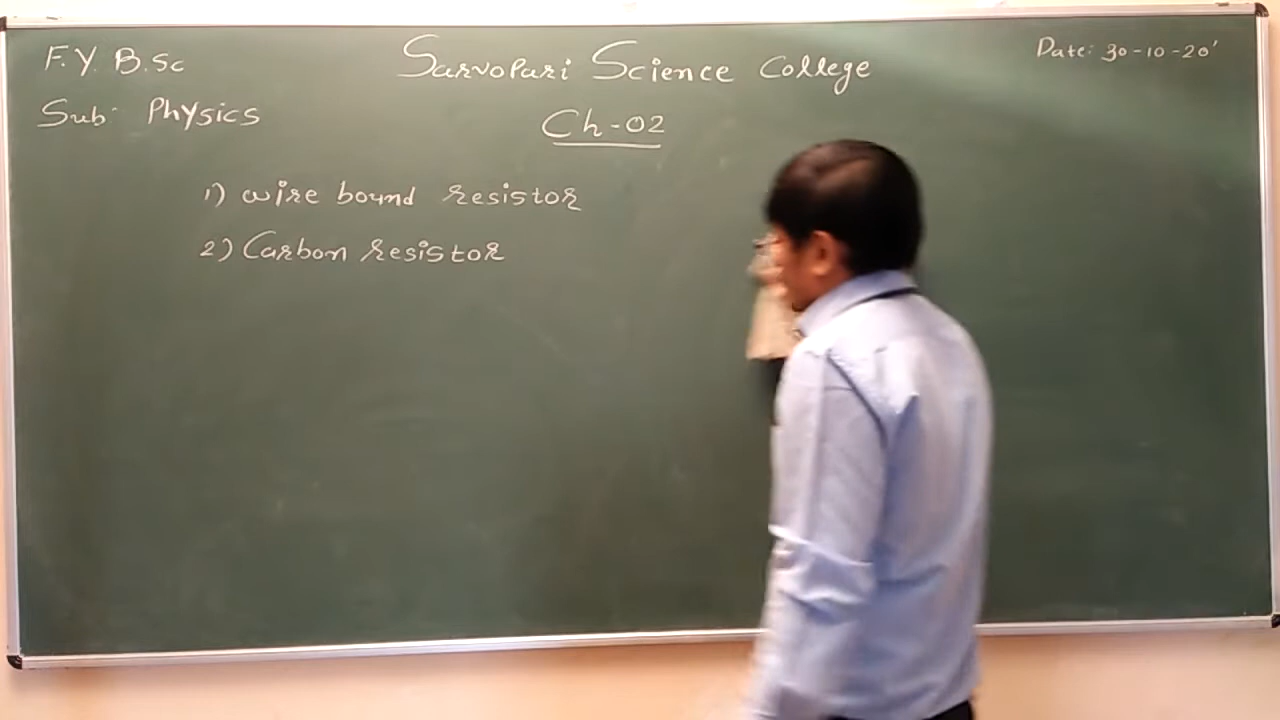 F.Y. B.Sc
Sarvopari Science College
Date: 30-10-20'
Sub: Physics
Ch-02
1) wire bound resistor
2) Carbon resistor